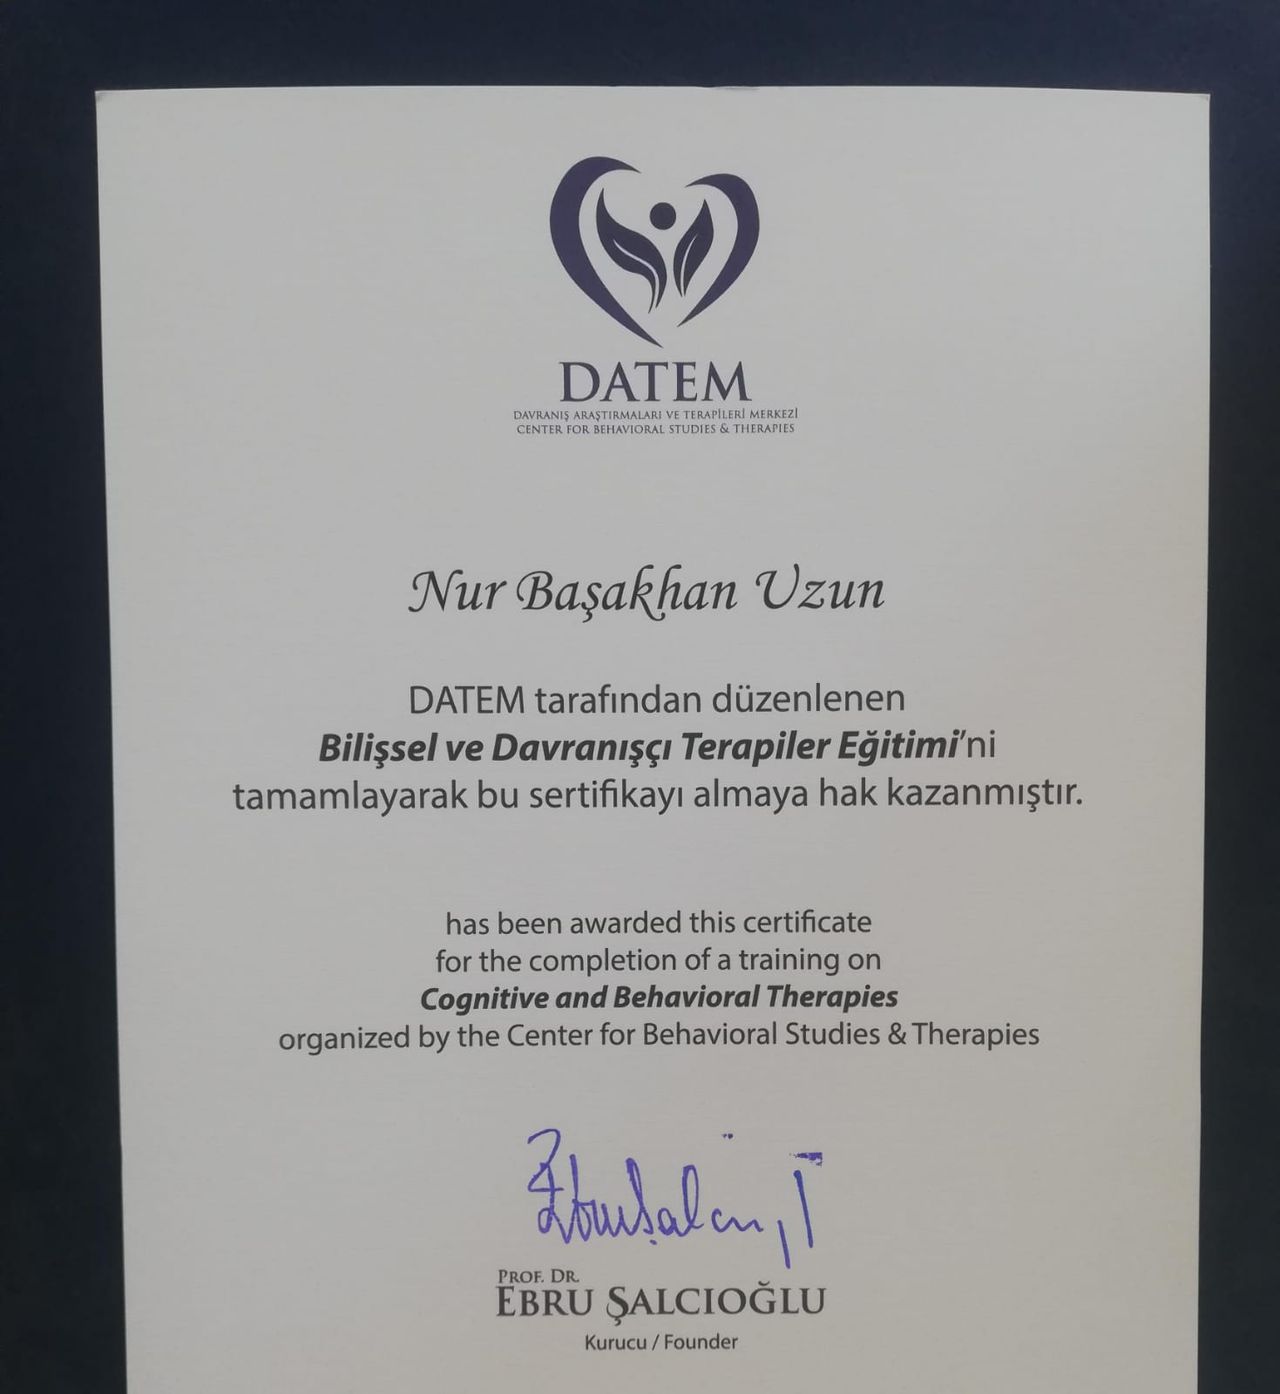 DATEM
DAVRANIŞ ARAŞTIRMALARI VE TERAPİLERİ MERKEZİ
CENTER FOR BEHAVIORAL STUDIES & THERAPIES
Nur Başakhan Uzun
DATEM tarafından düzenlenen
Bilişsel ve Davranışçı Terapiler Eğitimi'ni
tamamlayarak bu sertifikayı almaya hak kazanmıştır.
has been awarded this certificate
for the completion of a training on
Cognitive and Behavioral Therapies
organized by the Center for Behavioral Studies & Therapies
PROF. DR.
EBRU ŞALCIOĞLU
Kurucu / Founder